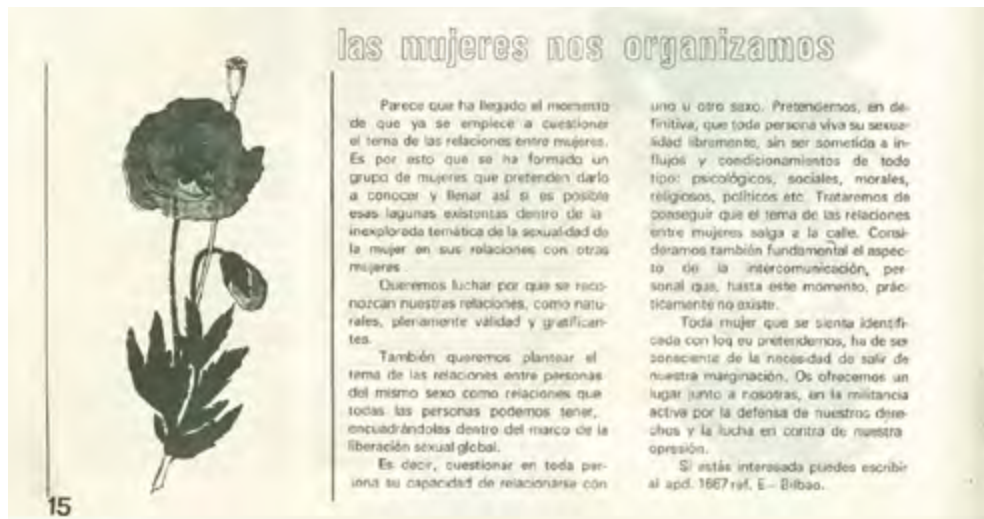 las mujeres nos organizamos
Parece que ha llegado el momento
de que ya se empiece a cuestionar
el tema de las relaciones entre mujeres.
Es por esto que se ha formado un
grupo de mujeres que pretenden darlo
a conocer y llenar así si es posible
esas lagunas existentes dentro de la
inexplorada temática de la sexualidad de
la mujer en sus relaciones con otras
mujeres
Queremos luchar por que se reco-
nozcan nuestras relaciones, como natu-
rales, plenamente validad y gratifican-
tes.
También queremos plantear el
tema de las relaciones entre personas
del mismo sexo como relaciones que
todas las personas podemos tener,
encuadrándolas dentro del marco de la
liberación sexual global.
Es decir, cuestionar en toda per-
sona su capacidad de relacionarse con
uno u otro sexo. Pretendemos, en de-
finitiva, que toda persona viva su sexua-
lidad libremente, sin ser sometida a in-
flujos y condicionamientos de todo
tipo: psicológicos, sociales, morales,
religiosos, políticos etc. Trataremos de
conseguir que el tema de las relaciones
entre mujeres salga a la calle. Consi-
deramos también fundamental el aspec-
to de la intercomunicación, per-
sonal que, hasta este momento, prác-
ticamente no existe.
Toda mujer que se sienta identifi-
cada con loq eu pretendemos, ha de ser
consciente de la necesidad de salir de
nuestra marginación. Os ofrecemos un
lugar junto a nosotras, en la militancia
activa por la defensa de nuestros dere-
chos y la lucha en contra de nuestra
opresión.
Si estás interesada puedes escribir
al apd. 1667 ref. E - Bilbao.
15